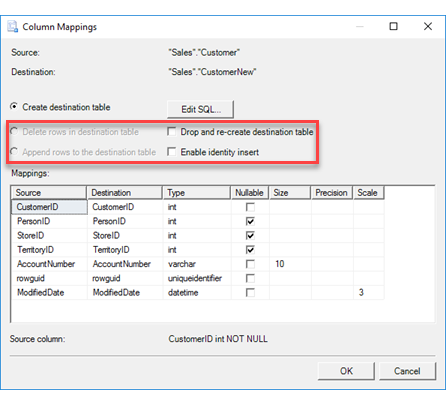 Column Mappings
Source: "Sales"."Customer"
Destination: "Sales"."CustomerNew"
Create destination table Edit SQL...
Delete rows in destination table Drop and re-create destination table
Append rows to the destination table Enable identity insert
Mappings:
Source Destination Type Nullable Size Precision Scale
CustomerID CustomerID int
PersonID PersonID int
StoreID StoreID int
TerritoryID TerritoryID int
AccountNumber AccountNumber varchar 10
rowguid rowguid uniqueidentifier
ModifiedDate ModifiedDate datetime 3
Source column: CustomerID int NOT NULL
OK Cancel